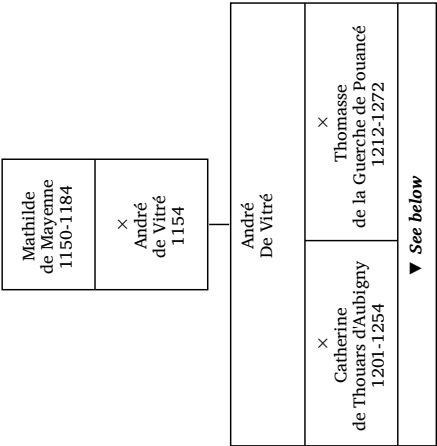 Mathilde
de Mayenne
1150-1184
×
André
de Vitré
1154
André
De Vitré
×
Catherine
de Thouars d'Aubigny
1201-1254
×
Thomasse
de la Guerche de Pouancé
1212-1272
▼ See below